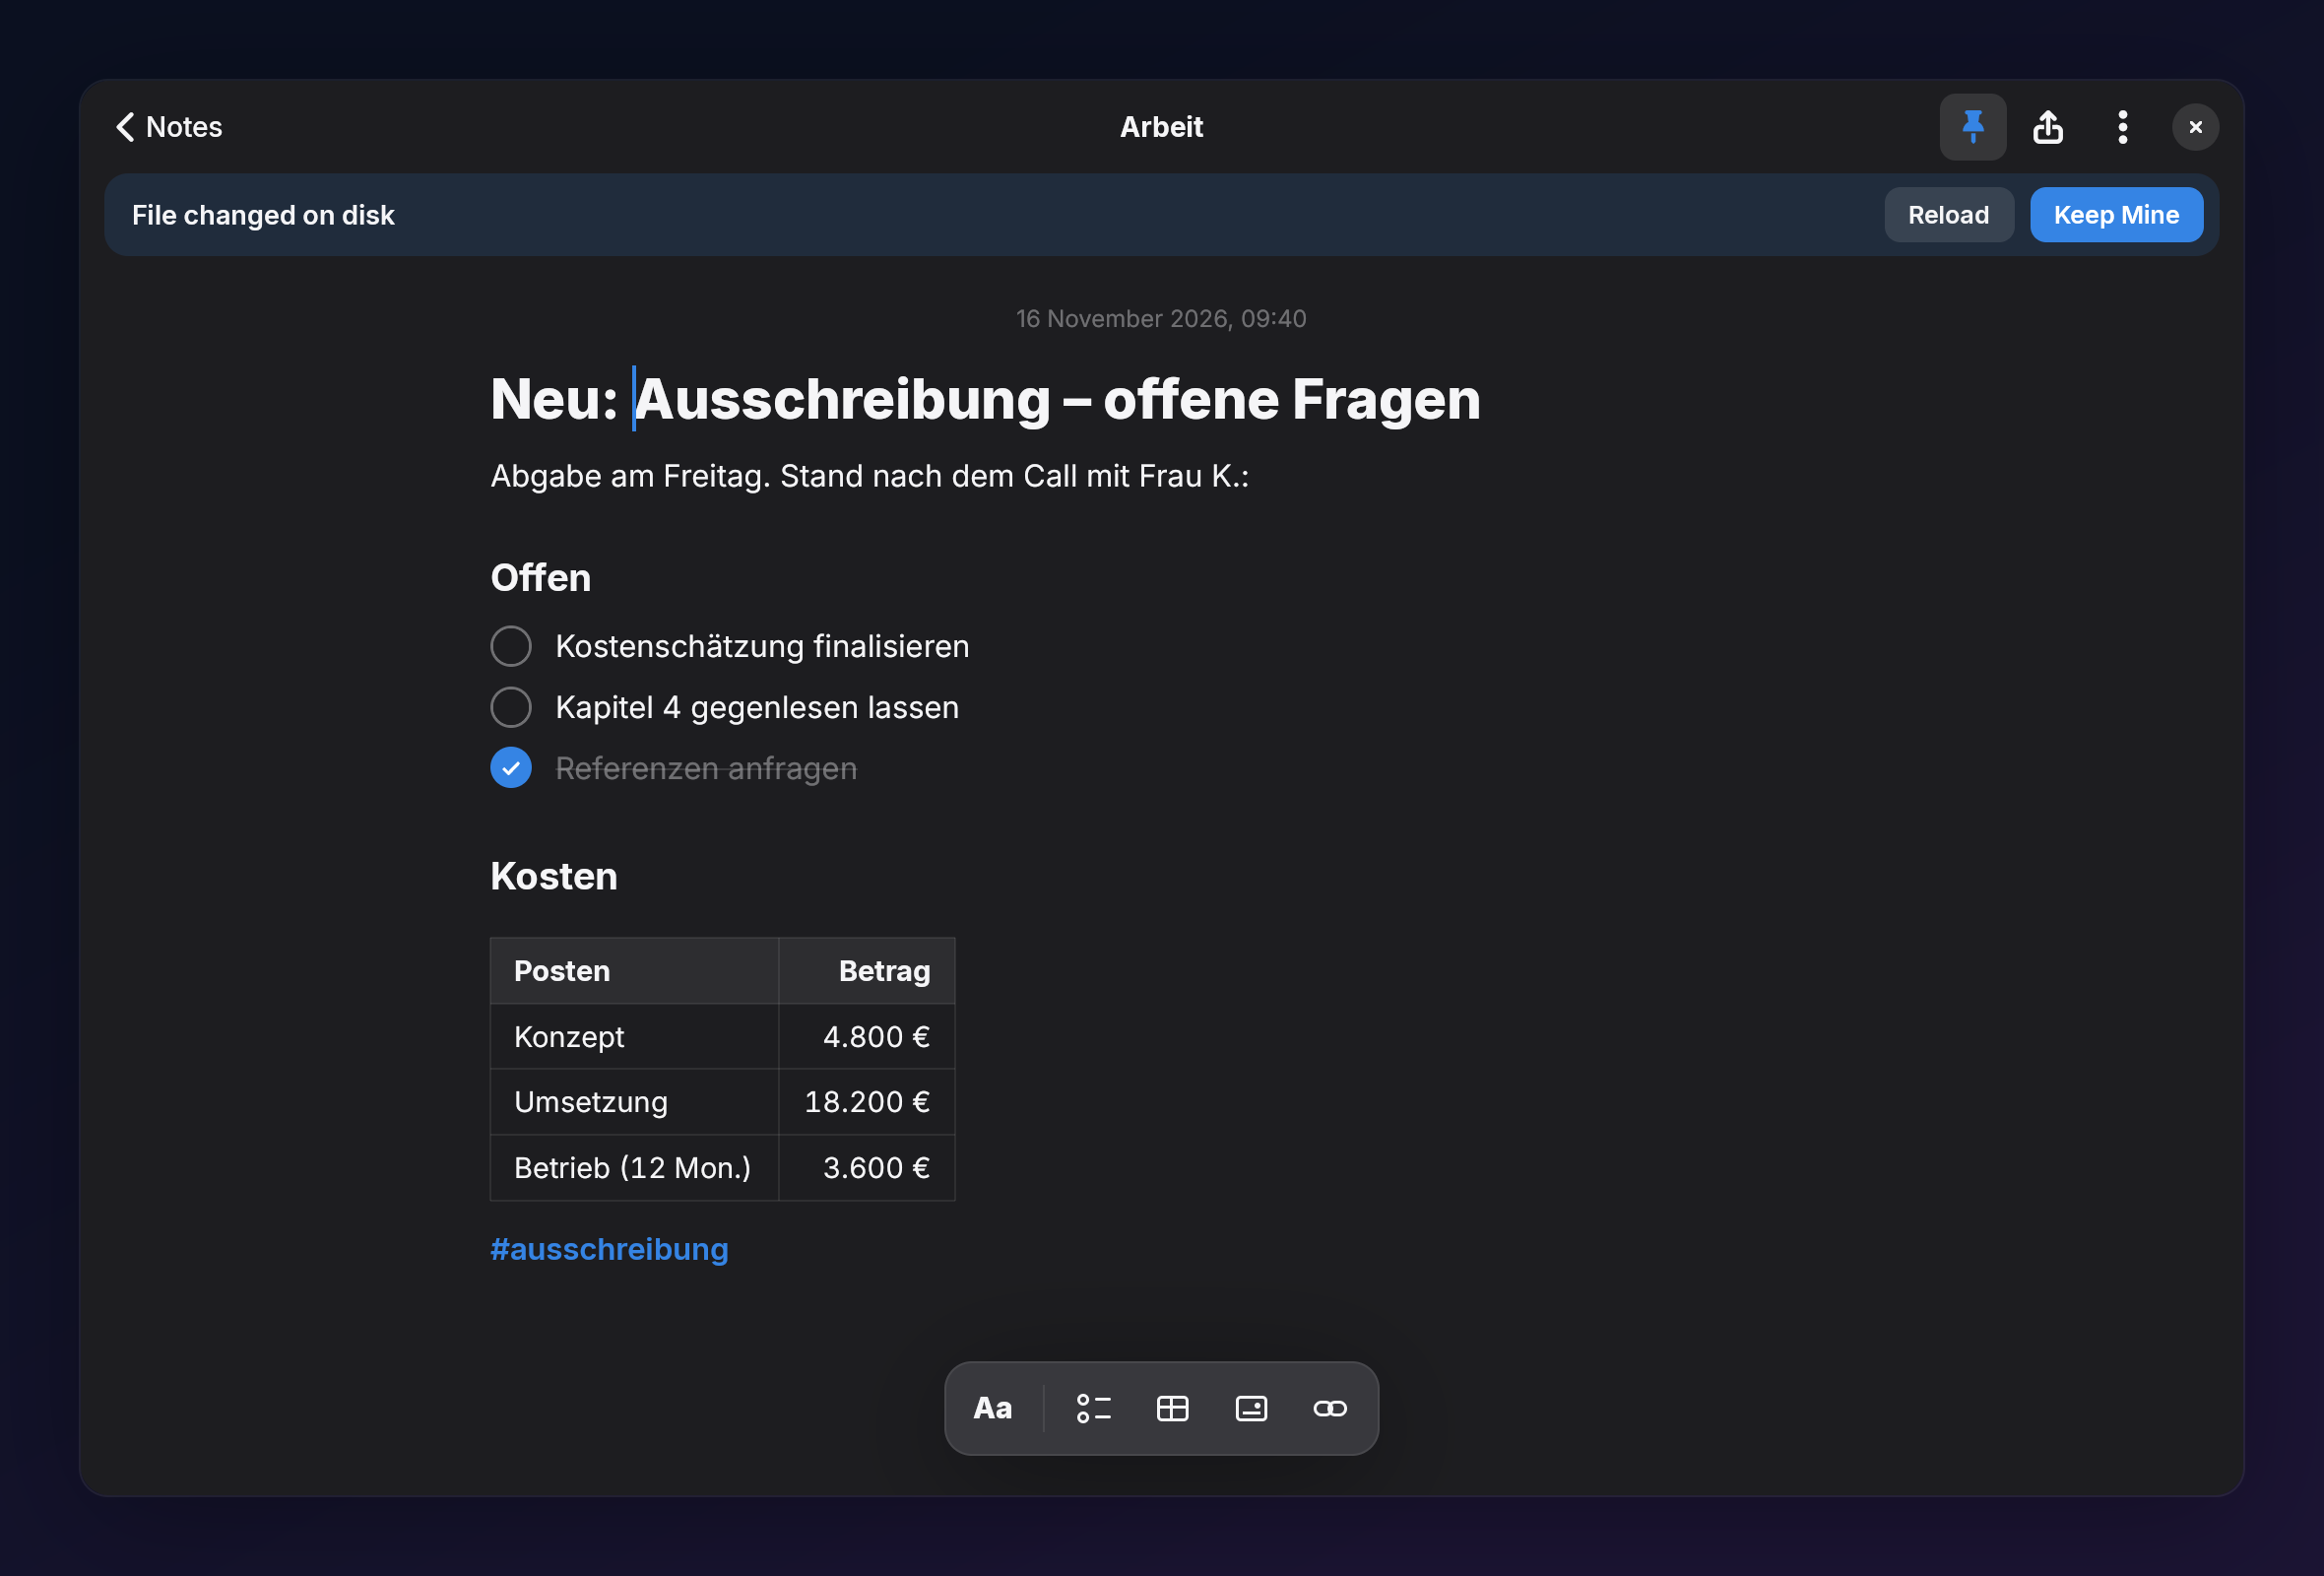 Notes
Arbeit
File changed on disk
Reload
Keep Mine
16 November 2026, 09:40
Neu: Ausschreibung – offene Fragen
Abgabe am Freitag. Stand nach dem Call mit Frau K.:
Offen
Kostenschätzung finalisieren
Kapitel 4 gegenlesen lassen
Referenzen anfragen
Kosten
Posten Betrag
Konzept 4.800 €
Umsetzung 18.200 €
Betrieb (12 Mon.) 3.600 €
#ausschreibung
Aa